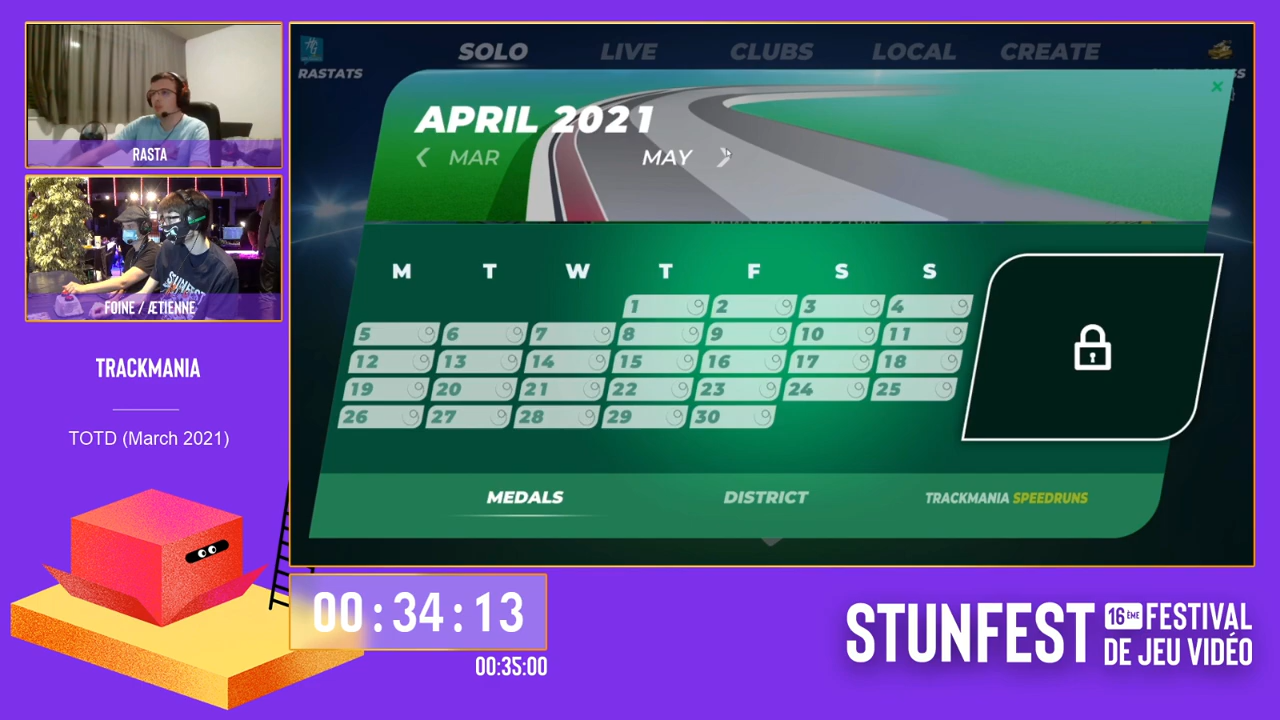 RASTA
FOINE / ÆTIENNE
TRACKMANIA
TOTD (March 2021)
SOLO LIVE CLUBS LOCAL CREATE
RASTATS
APRIL 2021
MAR MAY
M T W T F S S
1 2 3 4
5 6 7 8 9 10 11
12 13 14 15 16 17 18
19 20 21 22 23 24 25
26 27 28 29 30
MEDALS DISTRICT TRACKMANIA SPEEDRUNS
00:34:13
00:35:00
STUNFEST 16ÈME FESTIVAL
DE JEU VIDÉO